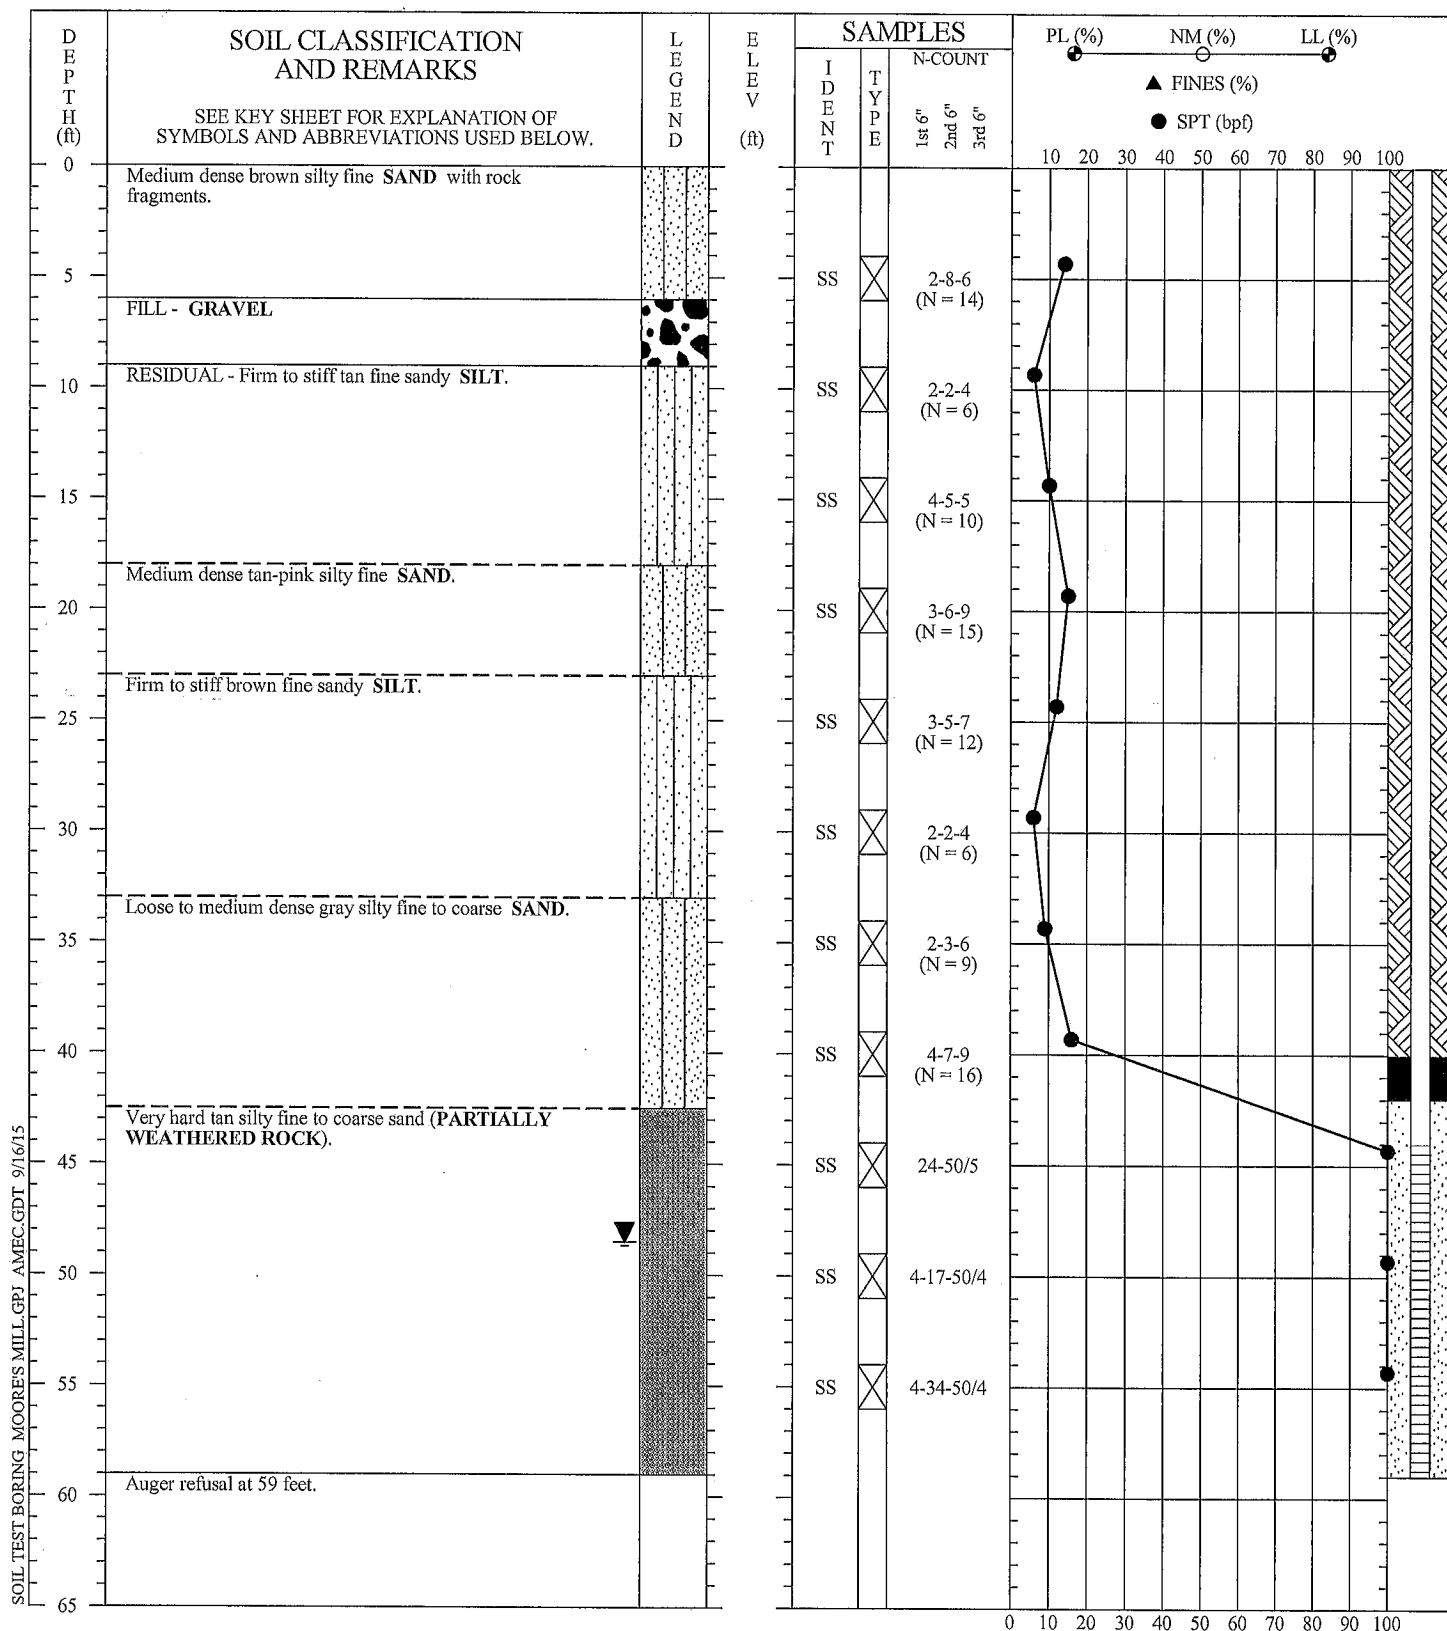 DEPTH (ft)
SOIL CLASSIFICATION
AND REMARKS
SEE KEY SHEET FOR EXPLANATION OF
SYMBOLS AND ABBREVIATIONS USED BELOW.
LEGEND
ELEV (ft)
SAMPLES
IDENT
TYPE
N-COUNT
1st 6"
2nd 6"
3rd 6"
PL (%) NM (%) LL (%)
▲ FINES (%)
● SPT (bpf)
10 20 30 40 50 60 70 80 90 100
0
Medium dense brown silty fine SAND with rock
fragments.
5
SS 2-8-6
(N = 14)
FILL - GRAVEL
RESIDUAL - Firm to stiff tan fine sandy SILT.
10
SS 2-2-4
(N = 6)
15
SS 4-5-5
(N = 10)
Medium dense tan-pink silty fine SAND.
20
SS 3-6-9
(N = 15)
Firm to stiff brown fine sandy SILT.
25
SS 3-5-7
(N = 12)
30
SS 2-2-4
(N = 6)
Loose to medium dense gray silty fine to coarse SAND.
35
SS 2-3-6
(N = 9)
40
SS 4-7-9
(N = 16)
Very hard tan silty fine to coarse sand (PARTIALLY
WEATHERED ROCK).
45
SS 24-50/5
50
SS 4-17-50/4
55
SS 4-34-50/4
Auger refusal at 59 feet.
60
65
0 10 20 30 40 50 60 70 80 90 100
SOIL TEST BORING MOORE'S MILL.GPJ AMEC.GDT 9/16/15